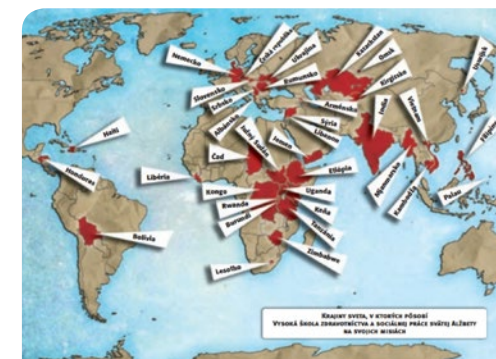 Nemecko
Česká republika
Ukrajina
Kazachstan
Omsk
Slovensko
Rumunsko
Kirgizsko
Srbsko
Arménsko
India
Vietnam
Albánsko
Južný Sudán
Sýria
Libanon
Haiti
Čad
Jemen
Etiópia
Honduras
Libéria
Kongo
Uganda
Afganistan
Kambodža
Palau
Rwanda
Keňa
Burundi
Tanzánia
Bolívia
Zimbabwe
Lesotho
KRAJINY SVETA, V KTORÝCH PÔSOBÍ
VYSOKÁ ŠKOLA ZDRAVOTNÍCTVA A SOCIÁLNEJ PRÁCE SVÄTEJ ALŽBETY
NA SVOJICH MISIÁCH